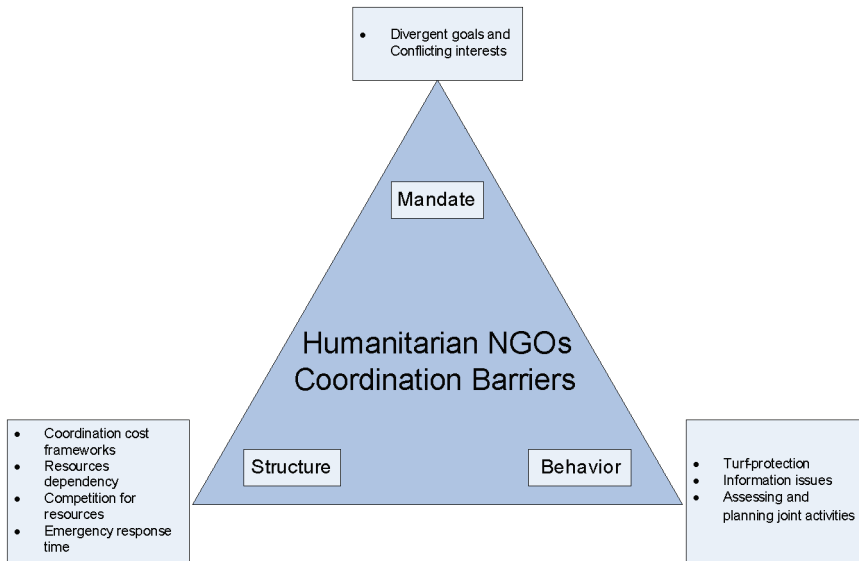 • Divergent goals and
Conflicting interests
Mandate
Humanitarian NGOs
Coordination Barriers
• Coordination cost
frameworks
• Resources
dependency
• Competition for
resources
• Emergency response
time
Structure
Behavior
• Turf-protection
• Information issues
• Assessing and
planning joint activities